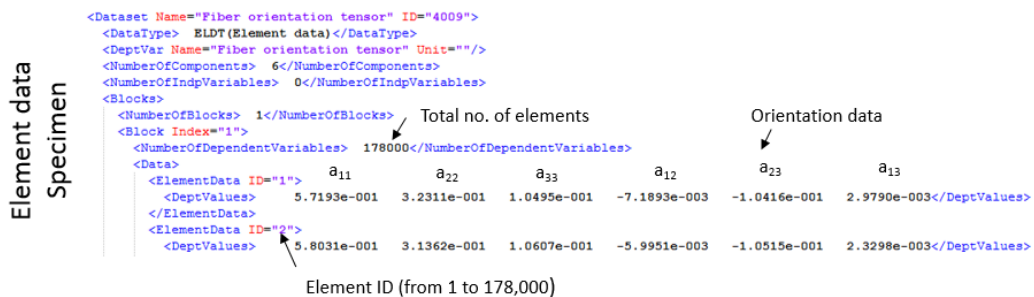 Element data
Specimen
<Dataset Name="Fiber orientation tensor" ID="4009">
<DataType> ELDT(Element data)</DataType>
<DeptVar Name="Fiber orientation tensor" Unit=""/>
<NumberOfComponents> 6</NumberOfComponents>
<NumberOfIndpVariables> 0</NumberOfIndpVariables>
<Blocks>
<NumberOfBlocks> 1</NumberOfBlocks>
Total no. of elements
Orientation data
<Block Index="1">
<NumberOfDependentVariables> 178000</NumberOfDependentVariables>
<Data>
a11 a22 a33 a12 a23 a13
<ElementData ID="1">
<DeptValues> 5.7193e-001 3.2311e-001 1.0495e-001 -7.1893e-003 -1.0416e-001 2.9790e-003</DeptValues>
</ElementData>
<ElementData ID="2">
<DeptValues> 5.8031e-001 3.1362e-001 1.0607e-001 -5.9951e-003 -1.0515e-001 2.3298e-003</DeptValues>
Element ID (from 1 to 178,000)